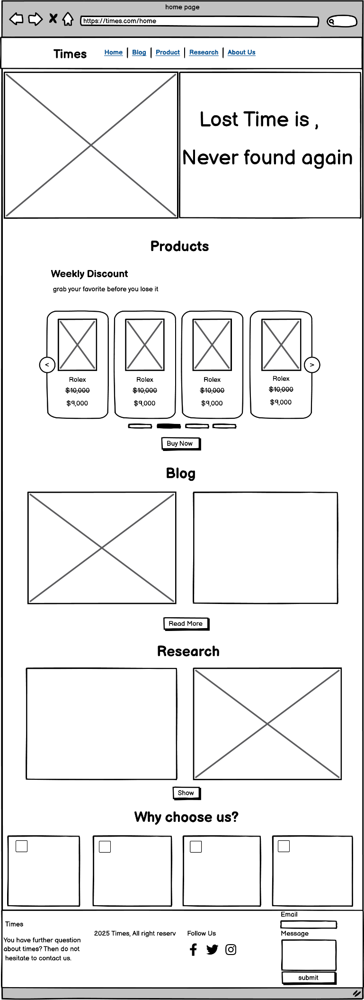 home page
https://times.com/home
Times
Home | Blog | Product | Research | About Us
Lost Time is ,
Never found again
Products
Weekly Discount
grab your favorite before you lose it
< >
Rolex Rolex Rolex Rolex
$10,000 $10,000 $10,000 $10,000
$9,000 $9,000 $9,000 $9,000
Buy Now
Blog
Read More
Research
Show
Why choose us?
Times
You have further question
about times? Then do not
hesitate to contact us.
2025 Times, All right reserv
Follow Us
Email
Message
submit